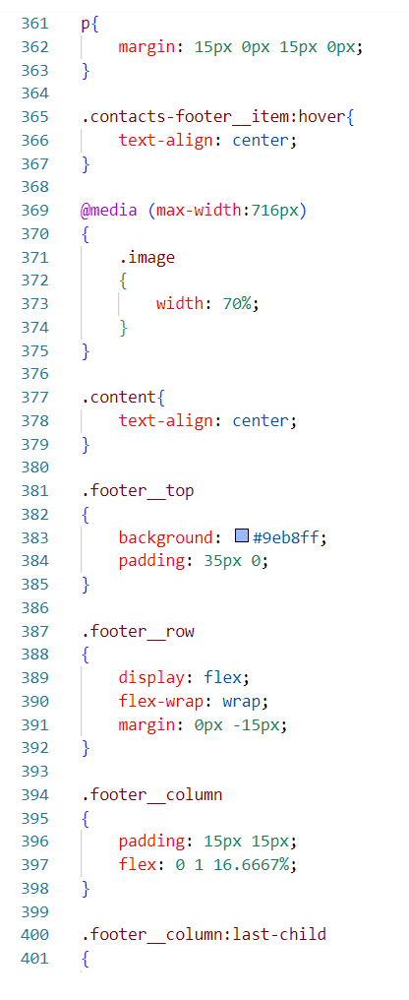 361 p{
362     margin: 15px 0px 15px 0px;
363 }
364
365 .contacts-footer__item:hover{
366     text-align: center;
367 }
368
369 @media (max-width:716px)
370 {
371     .image
372     {
373         width: 70%;
374     }
375 }
376
377 .content{
378     text-align: center;
379 }
380
381 .footer__top
382 {
383     background: #9eb8ff;
384     padding: 35px 0;
385 }
386
387 .footer__row
388 {
389     display: flex;
390     flex-wrap: wrap;
391     margin: 0px -15px;
392 }
393
394 .footer__column
395 {
396     padding: 15px 15px;
397     flex: 0 1 16.6667%;
398 }
399
400 .footer__column:last-child
401 {